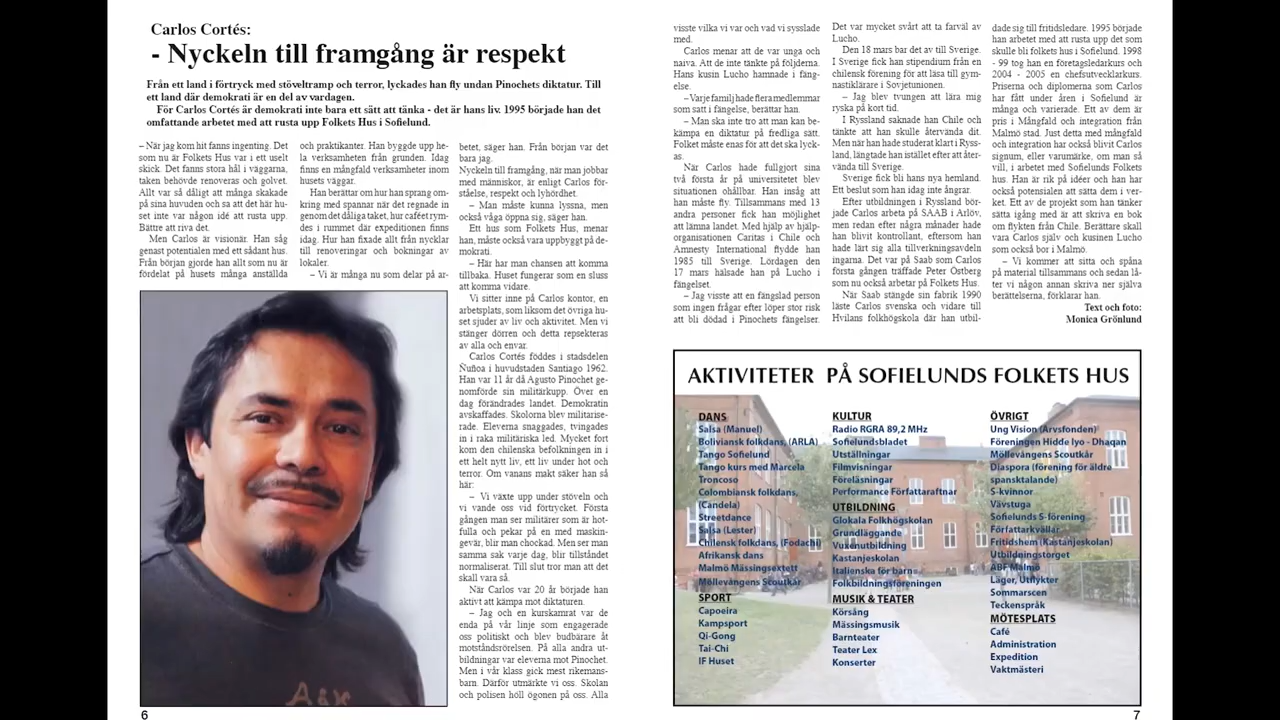 Carlos Cortés:
- Nyckeln till framgång är respekt
Från ett land i förtryck med stöveltramp och terror, lyckades han fly undan Pinochets diktatur. Till
ett land där demokrati är en del av vardagen.
För Carlos Cortés är demokrati inte bara ett sätt att tänka - det är hans liv. 1995 började han det
omfattande arbetet med att rusta upp Folkets Hus i Sofielund.
– När jag kom hit fanns ingenting. Det
som nu är Folkets Hus var i ett uselt
skick. Det fanns stora hål i väggarna,
taken behövde renoveras och golvet.
Allt var så dåligt att många skakade
på sina huvuden och sa att det här hu-
set inte var någon idé att rusta upp.
Bättre att riva det.
Men Carlos är visionär. Han såg
genast potentialen med ett sådant hus.
Från början gjorde han allt som nu är
fördelat på husets många anställda
och praktikanter. Han byggde upp he-
la verksamheten från grunden. Idag
finns en mångfald verksamheter inom
husets väggar.
Han berättar om hur han sprang om-
kring med spannar när det regnade in
genom det dåliga taket, hur caféet rym-
des i rummet där expeditionen finns
idag. Hur han fixade allt från nycklar
till renoveringar och bokningar av
lokaler.
– Vi är många nu som delar på ar-
betet, säger han. Från början var det
bara jag.
Nyckeln till framgång, när man jobbar
med människor, är enligt Carlos för-
ståelse, respekt och lyhördhet.
– Man måste kunna lyssna, men
också våga öppna sig, säger han.
Ett hus som Folkets Hus, menar
han, måste också vara uppbyggt på de-
mokrati.
– Här har man chansen att komma
tillbaka. Huset fungerar som en sluss
att komma vidare.
Vi sitter inne på Carlos kontor, en
arbetsplats, som liksom det övriga hu-
set sjuder av liv och aktivitet. Men vi
stänger dörren och detta repsekteras
av alla och envar.
Carlos Cortés föddes i stadsdelen
Ñuñoa i huvudstaden Santiago 1962.
Han var 11 år då Agusto Pinochet ge-
nomförde sin militärkupp. Över en
dag förändrades landet. Demokratin
avskaffades. Skolorna blev militarise-
rade. Eleverna snaggades, tvingades
in i raka militäriska led. Mycket fort
kom den chilenska befolkningen in i
ett helt nytt liv, ett liv under hot och
terror. Om vanans makt säker han så
här:
– Vi växte upp under stöveln och
vi vande oss vid förtrycket. Första
gången man ser militärer som är hot-
fulla och pekar på en med maskin-
gevär, blir man chockad. Men ser man
samma sak varje dag, blir tillståndet
normaliserat. Till slut tror man att det
skall vara så.
När Carlos var 20 år började han
aktivt att kämpa mot diktaturen.
– Jag och en kurskamrat var de
enda på vår linje som engagerade
oss politiskt och blev budbärare åt
motståndsrörelsen. På alla andra ut-
bildningar var eleverna mot Pinochet.
Men i vår klass gick mest rikemans-
barn. Därför utmärkte vi oss. Skolan
och polisen höll ögonen på oss. Alla
visste vilka vi var och vad vi sysslade
med.
Carlos menar att de var unga och
naiva. Att de inte tänkte på följderna.
Hans kusin Lucho hamnade i fäng-
else.
– Varje familj hade flera medlemmar
som satt i fängelse, berättar han.
– Man ska inte tro att man kan be-
kämpa en diktatur på fredliga sätt.
Folket måste enas för att det ska lyck-
as.
När Carlos hade fullgjort sina
två första år på universitetet blev
situationen ohållbar. Han insåg att
han måste fly. Tillsammans med 13
andra personer fick han möjlighet
att lämna landet. Med hjälp av hjälp-
organisationen Caritas i Chile och
Amnesty International flydde han
1985 till Sverige. Lördagen den
17 mars hälsade han på Lucho i
fängelset.
– Jag visste att en fängslad person
som ingen frågar efter löper stor risk
att bli dödad i Pinochets fängelser.
Det var mycket svårt att ta farväl av
Lucho.
Den 18 mars bar det av till Sverige.
I Sverige fick han stipendium från en
chilensk förening för att läsa till gym-
nastiklärare i Sovjetunionen.
– Jag blev tvungen att lära mig
ryska på kort tid.
I Ryssland saknade han Chile och
tänkte att han skulle återvända dit.
Men när han hade studerat klart i Ryss-
land, längtade han istället efter att åter-
vända till Sverige.
Sverige fick bli hans nya hemland.
Ett beslut som han idag inte ångrar.
Efter utbildningen i Ryssland bör-
jade Carlos arbeta på SAAB i Arlöv,
men redan efter några månader hade
han blivit kontrollant, eftersom han
hade lärt sig alla tillverkningsavdeln
ingarna. Det var på Saab som Carlos
första gången träffade Peter Östberg
som nu också arbetar på Folkets Hus.
När Saab stängde sin fabrik 1990
läste Carlos svenska och vidare till
Hvilans folkhögskola där han utbil-
dade sig till fritidsledare. 1995 började
han arbetet med att rusta upp det som
skulle bli folkets hus i Sofielund. 1998
- 99 tog han en företagsledarkurs och
2004 - 2005 en chefsutvecklarkurs.
Priserna och diplomerna som Carlos
har fått under åren i Sofielund är
många och varierade. Ett av dem är
pris i Mångfald och integration från
Malmö stad. Just detta med mångfald
och integration har också blivit Carlos
signum, eller varumärke, om man så
vill, i arbetet med Sofielunds Folkets
hus. Han är rik på idéer och han har
också potensialen att sätta dem i ver-
ket. Ett av de projekt som han tänker
sätta igång med är att skriva en bok
om flykten från Chile. Berättare skall
vara Carlos själv och kusinen Lucho
som också bor i Malmö.
– Vi kommer att sitta och spåna
på material tillsammans och sedan lå-
ter vi någon annan skriva ner själva
berättelserna, förklarar han.
Text och foto:
Monica Grönlund
AKTIVITETER PÅ SOFIELUNDS FOLKETS HUS
DANS
Salsa (Manuel)
Boliviansk folkdans, (ARLA)
Tango Sofielund
Tango kurs med Marcela
Troncoso
Colombiansk folkdans,
(Candela)
Streetdance
Salsa (Lester)
Chilensk folkdans, (Fodachi)
Afrikansk dans
Malmö Mässingsextett
Möllevångens Scoutkår
SPORT
Capoeira
Kampsport
Qi-Gong
Tai-Chi
IF Huset
KULTUR
Radio RGRA 89,2 MHz
Sofielundsbladet
Utställningar
Filmvisningar
Föreläsningar
Performance Författaraftnar
UTBILDNING
Glokala Folkhögskolan
Grundläggande
Vuxenutbildning
Kastanjeskolan
Italienska för barn
Folkbildningsföreningen
MUSIK & TEATER
Körsång
Mässingsmusik
Barnteater
Teater Lex
Konserter
ÖVRIGT
Ung Vision (Arvsfonden)
Föreningen Hidde Iyo - Dhaqan
Möllevångens Scoutkår
Diaspora (förening för äldre
spansktalande)
S-kvinnor
Vävstuga
Sofielunds S-förening
Författarkvällar
Fritidshem (Kastanjeskolan)
Utbildningstorget
ABF Malmö
Läger, Utflykter
Sommarscen
Teckenspråk
MÖTESPLATS
Café
Administration
Expedition
Vaktmästeri
6
7